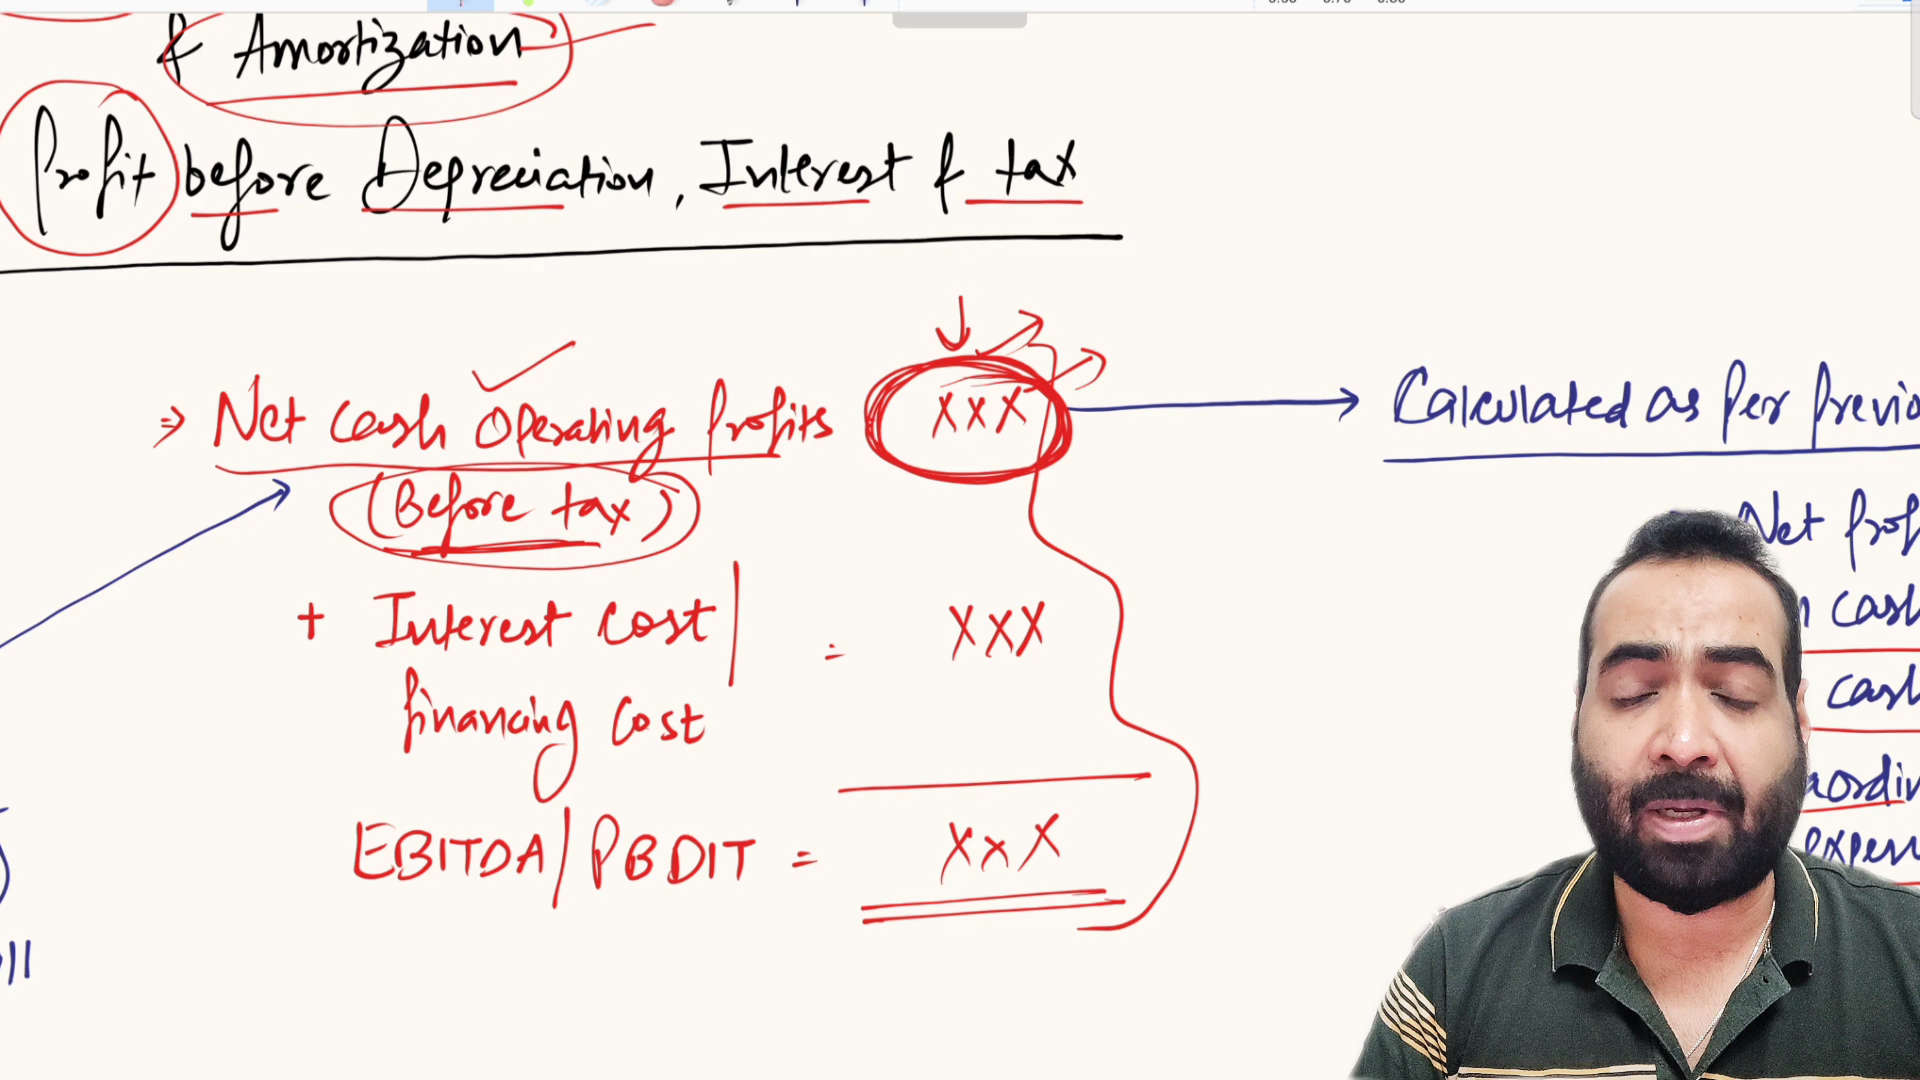 & Amortization
Profit before Depreciation, Interest & tax
⇒ Net cash operating Profits XXX → Calculated as Per
(Before tax)
Net
+ Interest cost | = XXX
cash
financing cost
cash
EBITDA/PBDIT = XXX